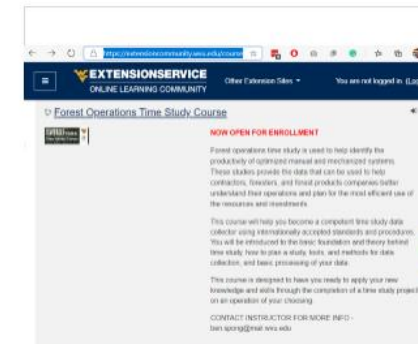 https://extensioncommunity.wvu.edu/course
EXTENSIONSERVICE
ONLINE LEARNING COMMUNITY
Other Extension Sites
You are not logged in. (Log
Forest Operations Time Study Course
NOW OPEN FOR ENROLLMENT
Forest operations time study is used to help identify the
productivity of optimized manual and mechanized systems.
These studies provide the data that can be used to help
contractors, foresters, and forest products companies better
understand their operations and plan for the most efficient use of
the resources and investments.
This course will help you become a competent time study data
collector using internationally accepted standards and procedures.
You will be introduced to the basic foundation and theory behind
time study, how to plan a study, tools, and methods for data
collection, and basic processing of your data.
This course is designed to have you ready to apply your new
knowledge and skills through the completion of a time study project
on an operation of your choosing.
CONTACT INSTRUCTOR FOR MORE INFO -
ben.spong@mail.wvu.edu